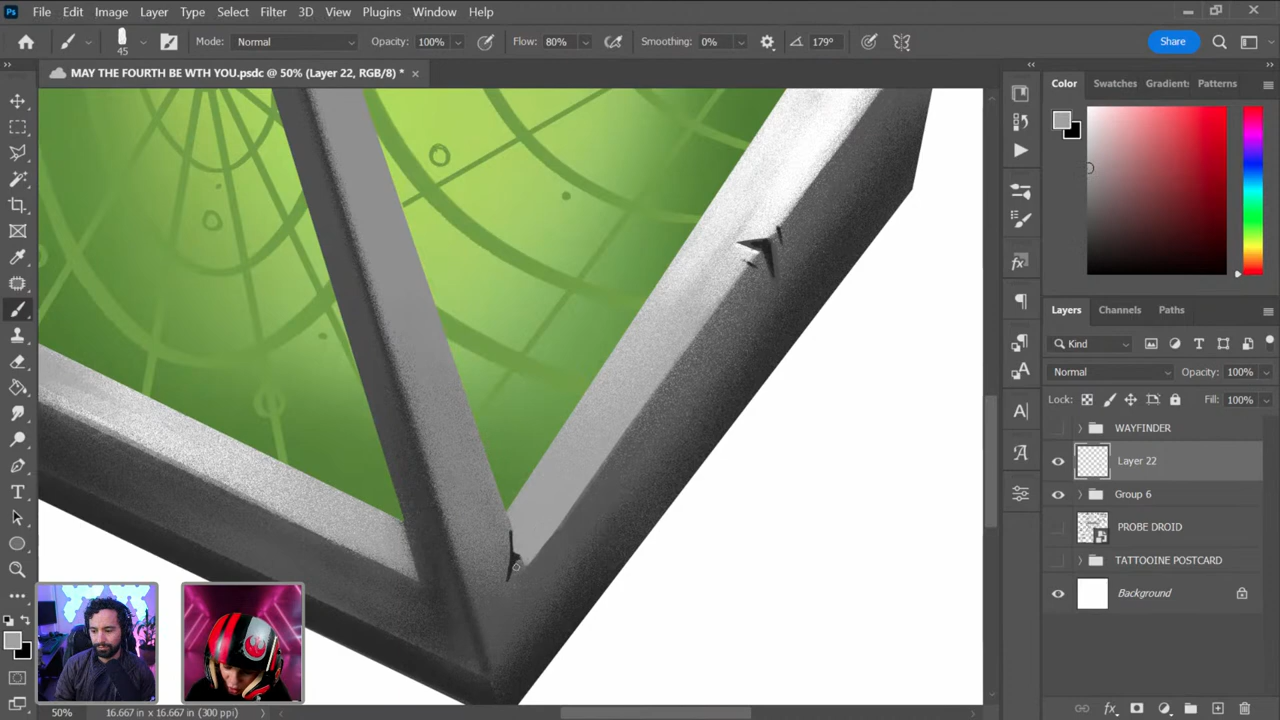 Ps File Edit Image Layer Type Select Filter 3D View Plugins Window Help
45 Mode: Normal Opacity: 100% Flow: 80% Smoothing: 0% 179° Share
MAY THE FOURTH BE WTH YOU.psdc @ 50% (Layer 22, RGB/8) *
Color Swatches Gradient: Patterns
Layers Channels Paths
Kind
Normal Opacity: 100%
Lock: Fill: 100%
WAYFINDER
Layer 22
Group 6
PROBE DROID
TATTOOINE POSTCARD
Background
50% 16.667 in x 16.667 in (300 ppi)